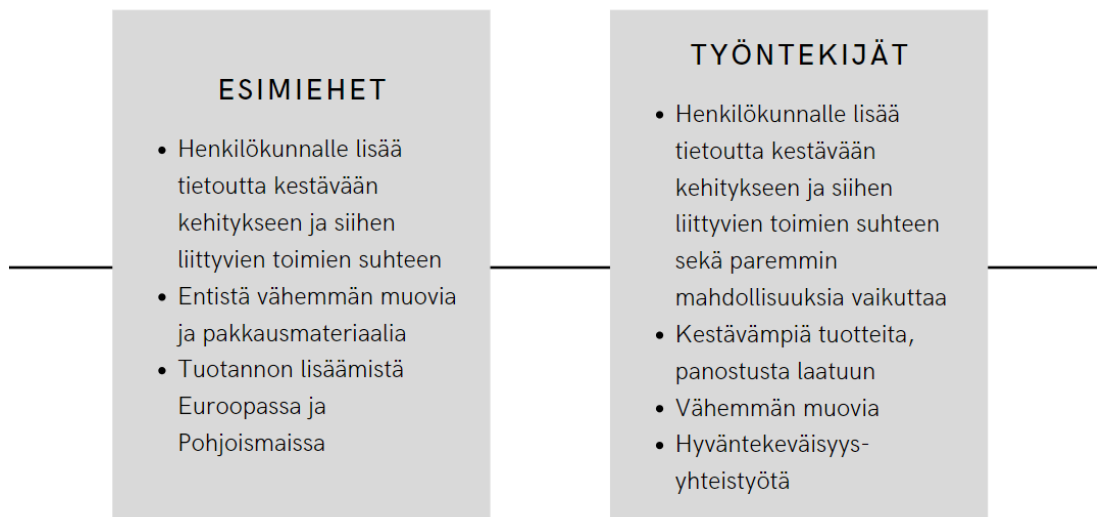 ESIMIEHET
• Henkilökunnalle lisää
tietoutta kestävään
kehitykseen ja siihen
liittyvien toimien suhteen
• Entistä vähemmän muovia
ja pakkausmateriaalia
• Tuotannon lisäämistä
Euroopassa ja
Pohjoismaissa
TYÖNTEKIJÄT
• Henkilökunnalle lisää
tietoutta kestävään
kehitykseen ja siihen
liittyvien toimien suhteen
sekä paremmin
mahdollisuuksia vaikuttaa
• Kestävämpiä tuotteita,
panostusta laatuun
• Vähemmän muovia
• Hyväntekeväisyys-
yhteistyötä